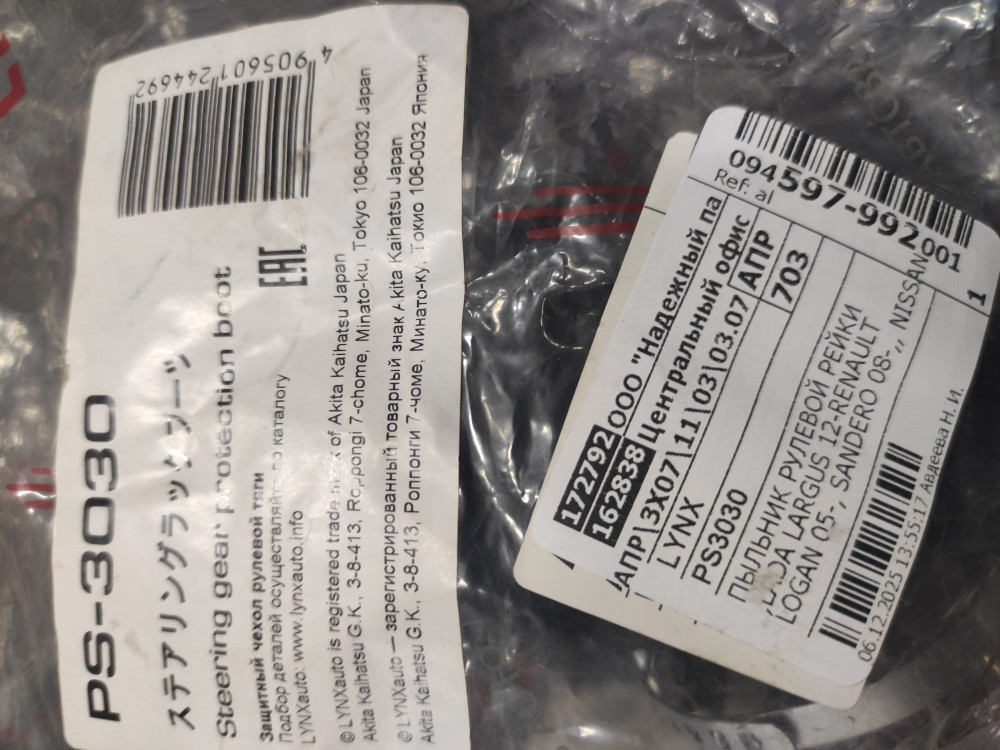 PS-3030
ステアリングラックブーツ
Steering gear protection boot
Защитный чехол рулевой тяги
Подбор деталей осуществляйте по каталогу
LYNXauto: www.lynxauto.info
EAC
4 905601 244692
© LYNXauto is registered trade mark of Akita Kaihatsu Japan
Akita Kaihatsu G.K., 3-8-413, Roppongi 7-chome, Minato-ku, Tokyo 106-0032 Japan
© LYNXauto — зарегистрированный товарный знак Akita Kaihatsu Japan
Akita Kaihatsu G.K., 3-8-413, Роппонги 7-чоме, Минато-ку, Токио 106-0032 Япония
094597-992001
Ref. al
1
172792 ООО "Надежный па
162838 Центральный офис
АПР\3X07\11\03\03.07 АПР
LYNX 703
PS3030
ПЫЛЬНИК РУЛЕВОЙ РЕЙКИ
LADA LARGUS 12-RENAULT
LOGAN 05-, SANDERO 08-,, NISSAN
06.12.2025 13:55:17 Авдеева Н.И.